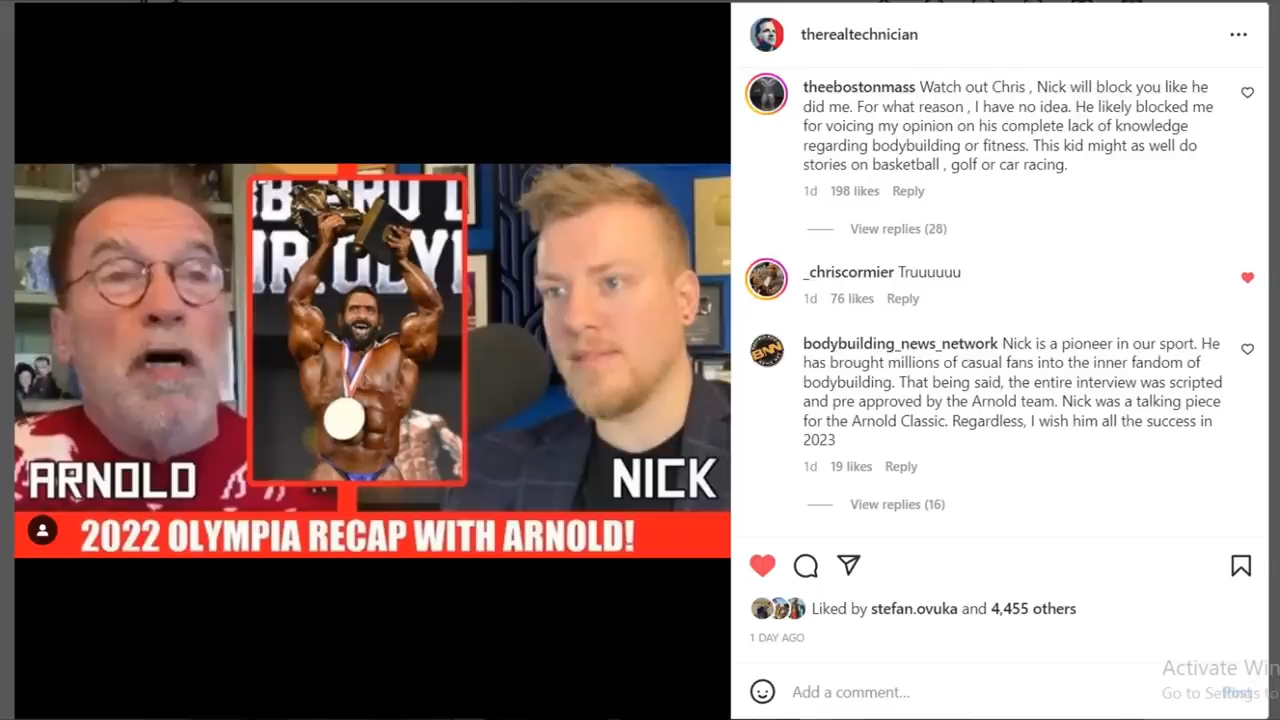 therealtechnician
theebostonmass Watch out Chris , Nick will block you like he
did me. For what reason , I have no idea. He likely blocked me
for voicing my opinion on his complete lack of knowledge
regarding bodybuilding or fitness. This kid might as well do
stories on basketball , golf or car racing.
1d 198 likes Reply
View replies (28)
_chriscormier Truuuuuu
1d 76 likes Reply
BNN
bodybuilding_news_network Nick is a pioneer in our sport. He
has brought millions of casual fans into the inner fandom of
bodybuilding. That being said, the entire interview was scripted
and pre approved by the Arnold team. Nick was a talking piece
for the Arnold Classic. Regardless, I wish him all the success in
2023
1d 19 likes Reply
View replies (16)
ARNOLD
NICK
2022 OLYMPIA RECAP WITH ARNOLD!
Liked by stefan.ovuka and 4,455 others
1 DAY AGO
Add a comment...
Post
Activate Win
Go to Settings to